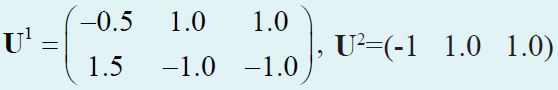 U¹ = ( –0.5 1.0 1.0
1.5 –1.0 –1.0 ), U²=(-1 1.0 1.0)